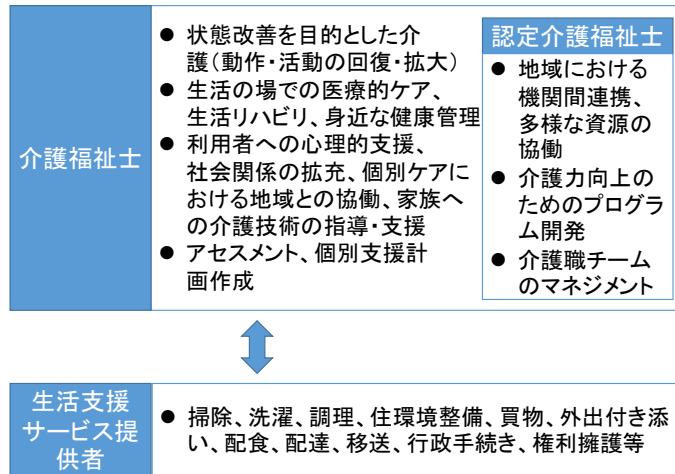 介護福祉士
● 状態改善を目的とした介
護(動作・活動の回復・拡大)
● 生活の場での医療的ケア、
生活リハビリ、身近な健康管理
● 利用者への心理的支援、
社会関係の拡充、個別ケアに
おける地域との協働、家族へ
の介護技術の指導・支援
● アセスメント、個別支援計
画作成
認定介護福祉士
● 地域における
機関間連携、
多様な資源の
協働
● 介護力向上の
ためのプログラ
ム開発
● 介護職チーム
のマネジメント
生活支援
サービス提
供者
● 掃除、洗濯、調理、住環境整備、買物、外出付き添
い、配食、配達、移送、行政手続き、権利擁護等